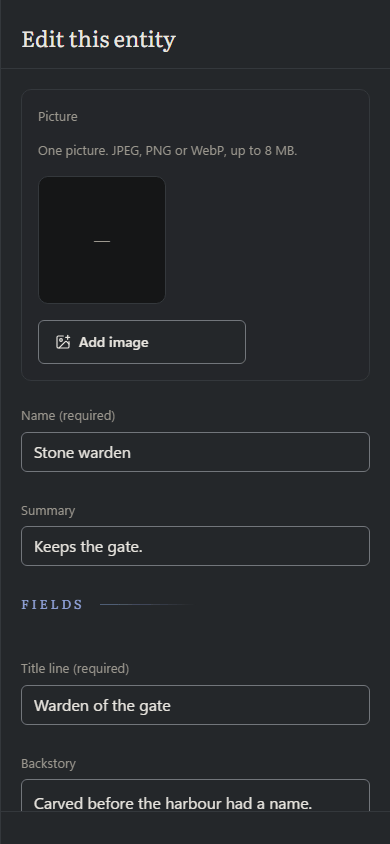 Edit this entity
Picture
One picture. JPEG, PNG or WebP, up to 8 MB.
—
Add image
Name (required)
Stone warden
Summary
Keeps the gate.
FIELDS
Title line (required)
Warden of the gate
Backstory
Carved before the harbour had a name.